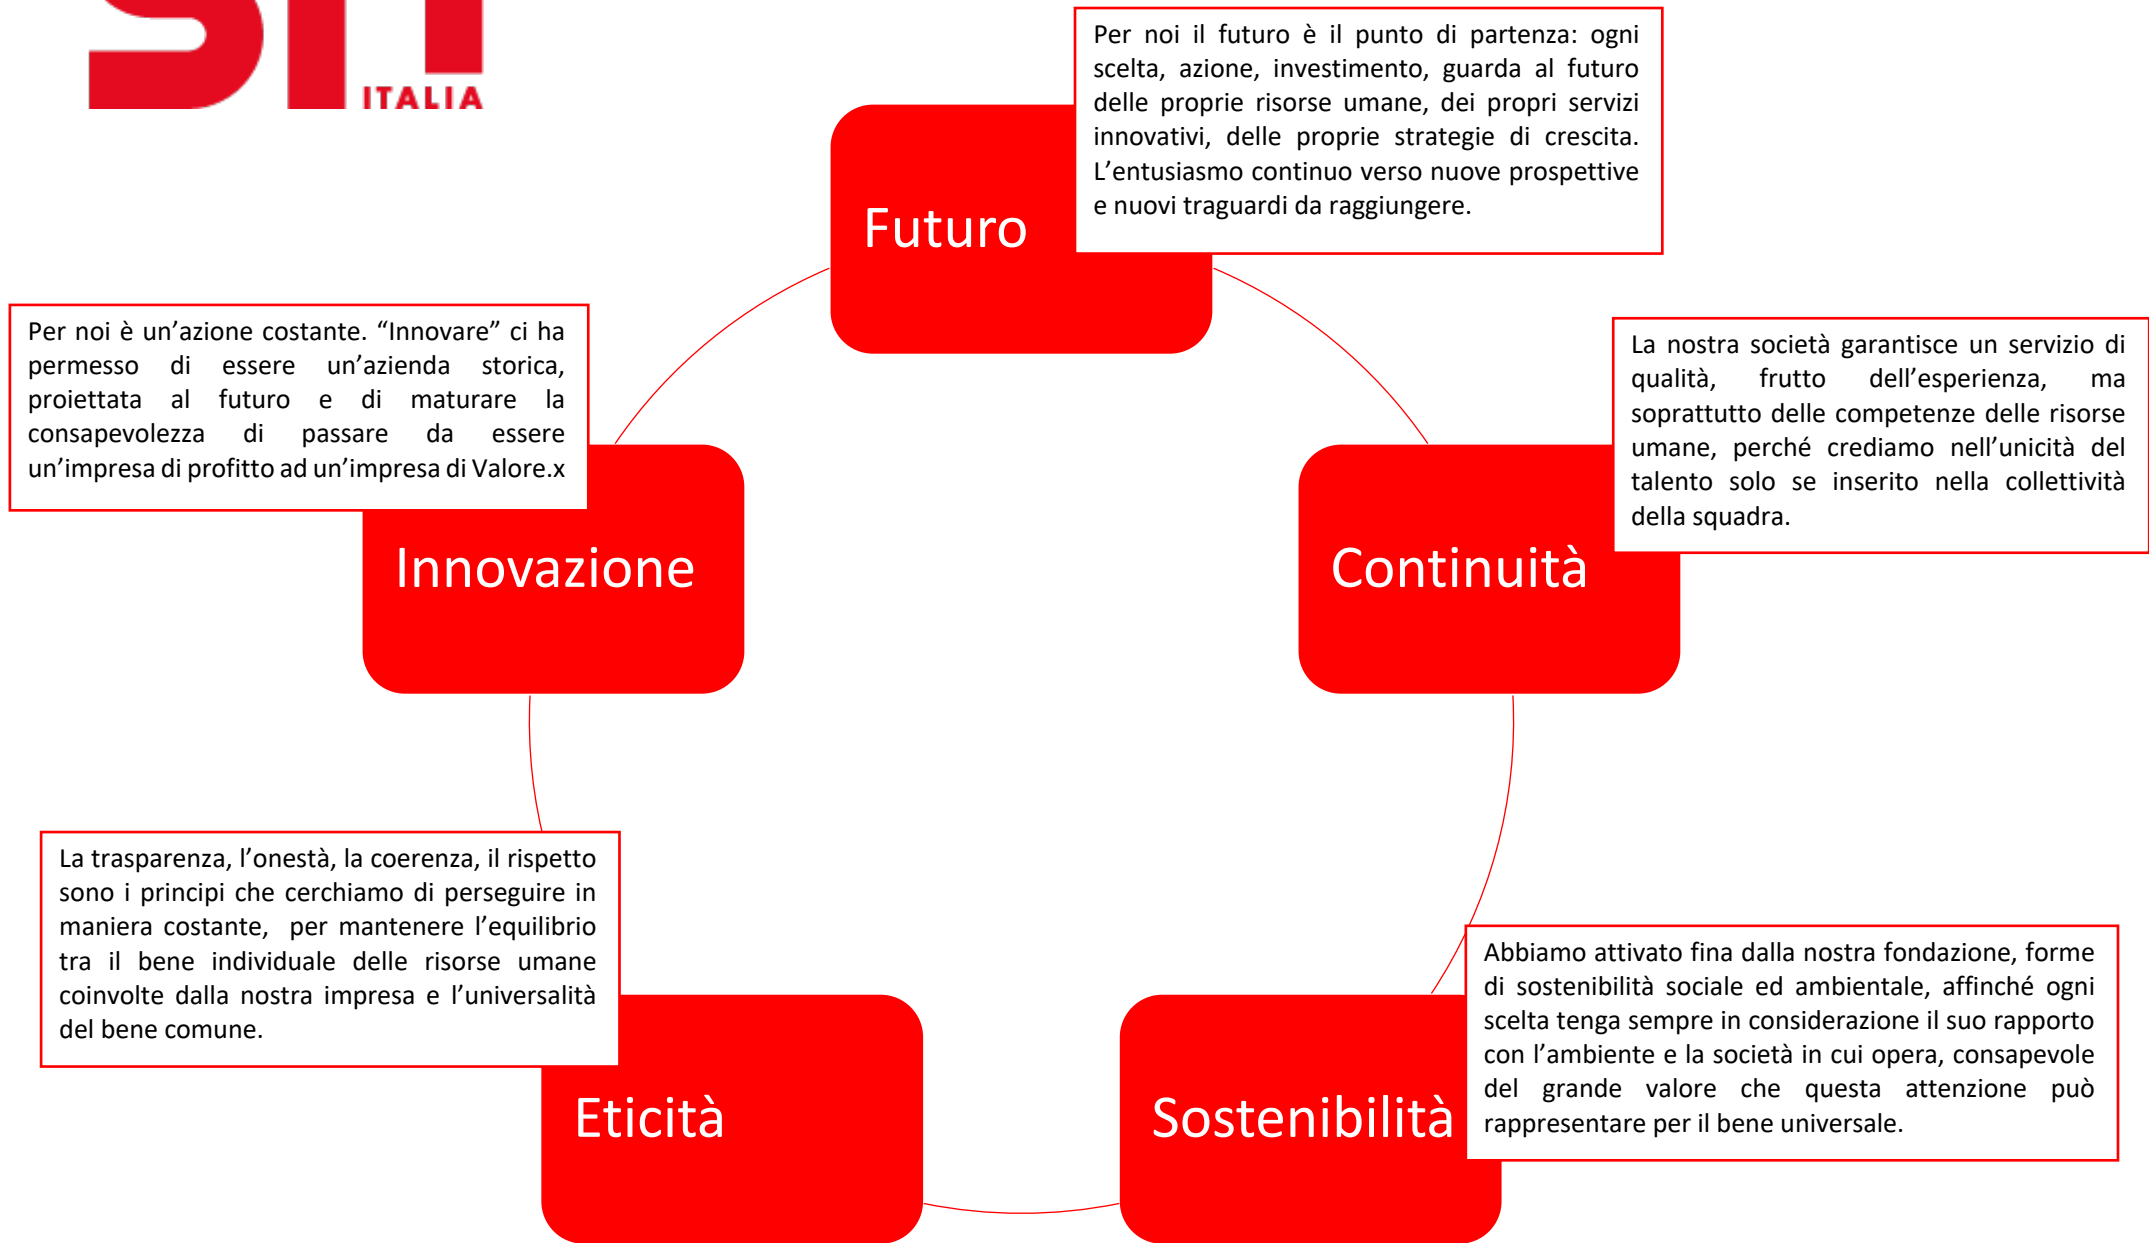 ITALIA
Per noi il futuro è il punto di partenza: ogni
scelta, azione, investimento, guarda al futuro
delle proprie risorse umane, dei propri servizi
innovativi, delle proprie strategie di crescita.
L’entusiasmo continuo verso nuove prospettive
e nuovi traguardi da raggiungere.
Futuro
Per noi è un’azione costante. “Innovare” ci ha
permesso di essere un’azienda storica,
proiettata al futuro e di maturare la
consapevolezza di passare da essere
un’impresa di profitto ad un’impresa di Valore.x
Innovazione
La nostra società garantisce un servizio di
qualità, frutto dell’esperienza, ma
soprattutto delle competenze delle risorse
umane, perché crediamo nell’unicità del
talento solo se inserito nella collettività
della squadra.
Continuità
La trasparenza, l’onestà, la coerenza, il rispetto
sono i principi che cerchiamo di perseguire in
maniera costante,  per mantenere l’equilibrio
tra il bene individuale delle risorse umane
coinvolte dalla nostra impresa e l’universalità
del bene comune.
Eticità
Abbiamo attivato fina dalla nostra fondazione, forme
di sostenibilità sociale ed ambientale, affinché ogni
scelta tenga sempre in considerazione il suo rapporto
con l’ambiente e la società in cui opera, consapevole
del grande valore che questa attenzione può
rappresentare per il bene universale.
Sostenibilità